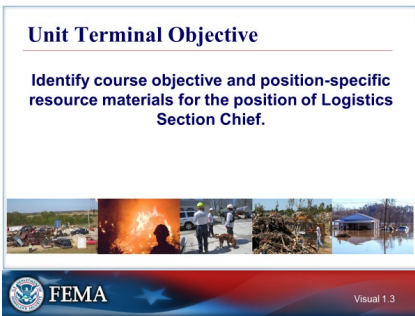 Unit Terminal Objective
Identify course objective and position-specific
resource materials for the position of Logistics
Section Chief.
FEMA
Visual 1.3